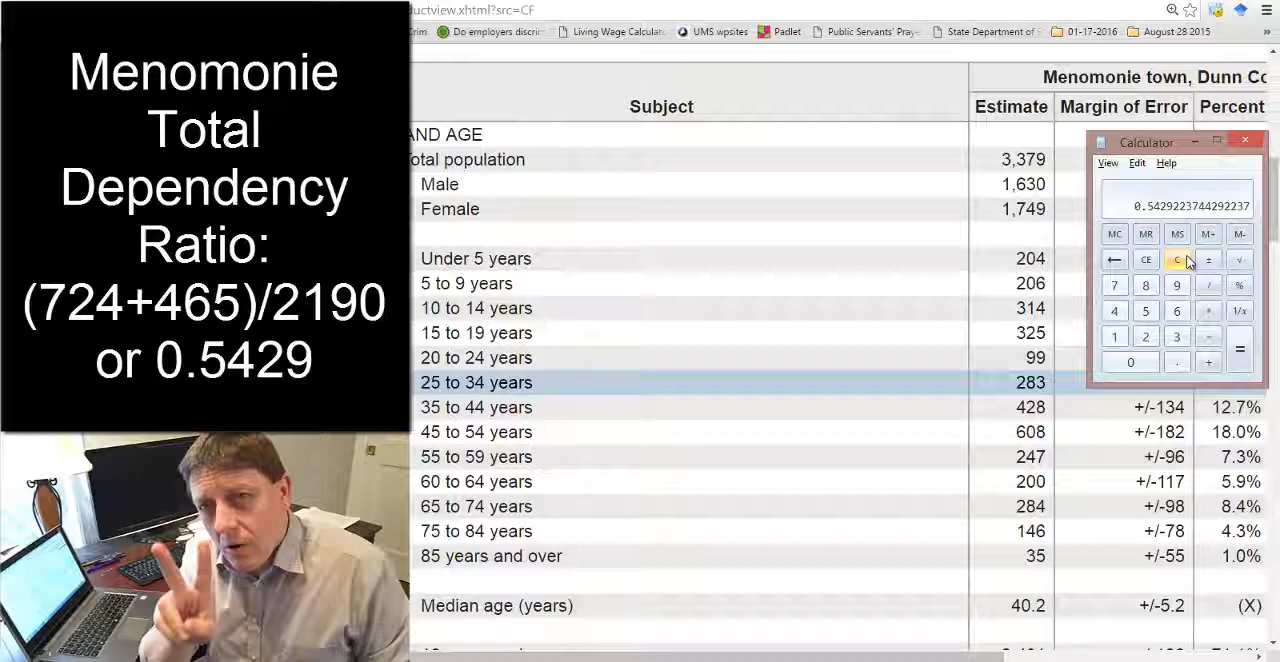 Menomonie
Total
Dependency
Ratio:
(724+465)/2190
or 0.5429
uctview.xhtml?src=CF
Do employers discri
Living Wage Calculat
UMS wpsites
Padlet
Public Servants' Praye
State Department of
01-17-2016
August 28 2015
»
Menomonie town, Dunn Co
Subject Estimate Margin of Error Percent
AND AGE
otal population 3,379
Male 1,630
Female 1,749
Under 5 years 204
5 to 9 years 206
10 to 14 years 314
15 to 19 years 325
20 to 24 years 99
25 to 34 years 283
35 to 44 years 428 +/-134 12.7%
45 to 54 years 608 +/-182 18.0%
55 to 59 years 247 +/-96 7.3%
60 to 64 years 200 +/-117 5.9%
65 to 74 years 284 +/-98 8.4%
75 to 84 years 146 +/-78 4.3%
85 years and over 35 +/-55 1.0%
Median age (years) 40.2 +/-5.2 (X)
Calculator
View Edit Help
0.5429223744292237
MC MR MS M+ M-
← CE C ± √
7 8 9 / %
4 5 6 * 1/x
1 2 3 - =
0 . +